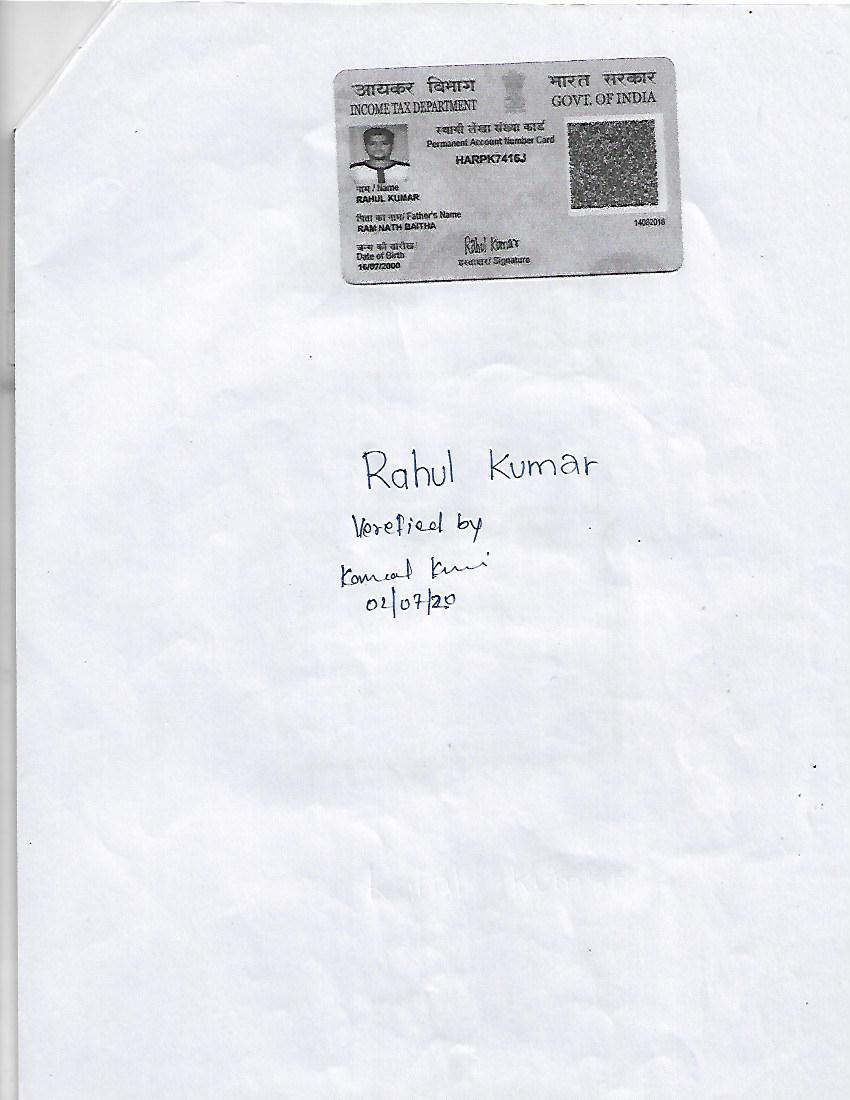 आयकर विभाग
INCOME TAX DEPARTMENT
भारत सरकार
GOVT. OF INDIA
स्थायी लेखा संख्या कार्ड
Permanent Account Number Card
HARPK7416J
नाम / Name
RAHUL KUMAR
पिता का नाम/ Father's Name
RAM NATH BAITHA
जन्म की तारीख/
Date of Birth
16/07/2000
Rahul Kumar
हस्ताक्षर/ Signature
14082018
Rahul Kumar
Verefied by
02/07/20